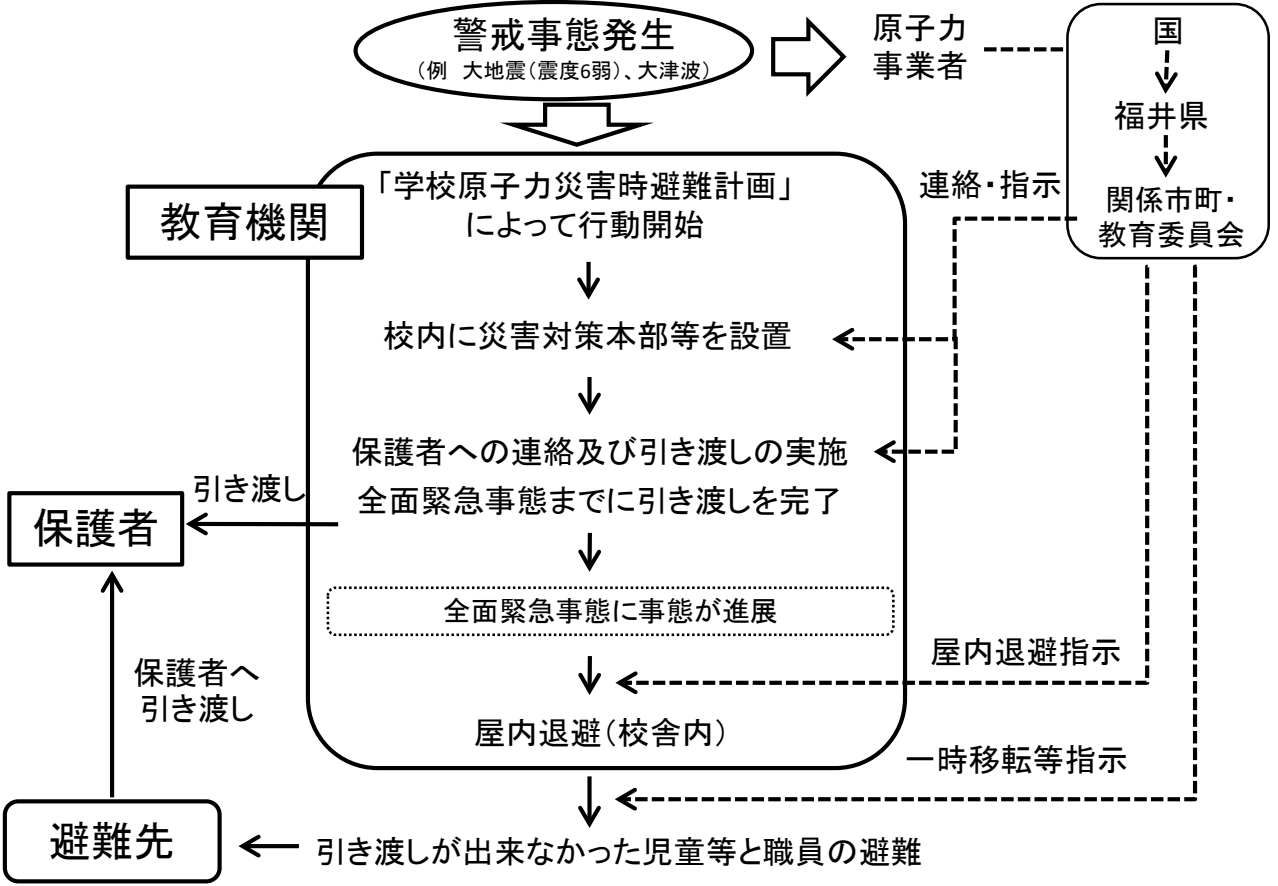 警戒事態発生
（例　大地震（震度6弱）、大津波）
原子力
事業者
国
福井県
関係市町・
教育委員会
連絡・指示
教育機関
「学校原子力災害時避難計画」
によって行動開始
校内に災害対策本部等を設置
保護者への連絡及び引き渡しの実施
全面緊急事態までに引き渡しを完了
引き渡し
保護者
全面緊急事態に事態が進展
屋内退避指示
保護者へ
引き渡し
屋内退避（校舎内）
一時移転等指示
避難先
引き渡しが出来なかった児童等と職員の避難